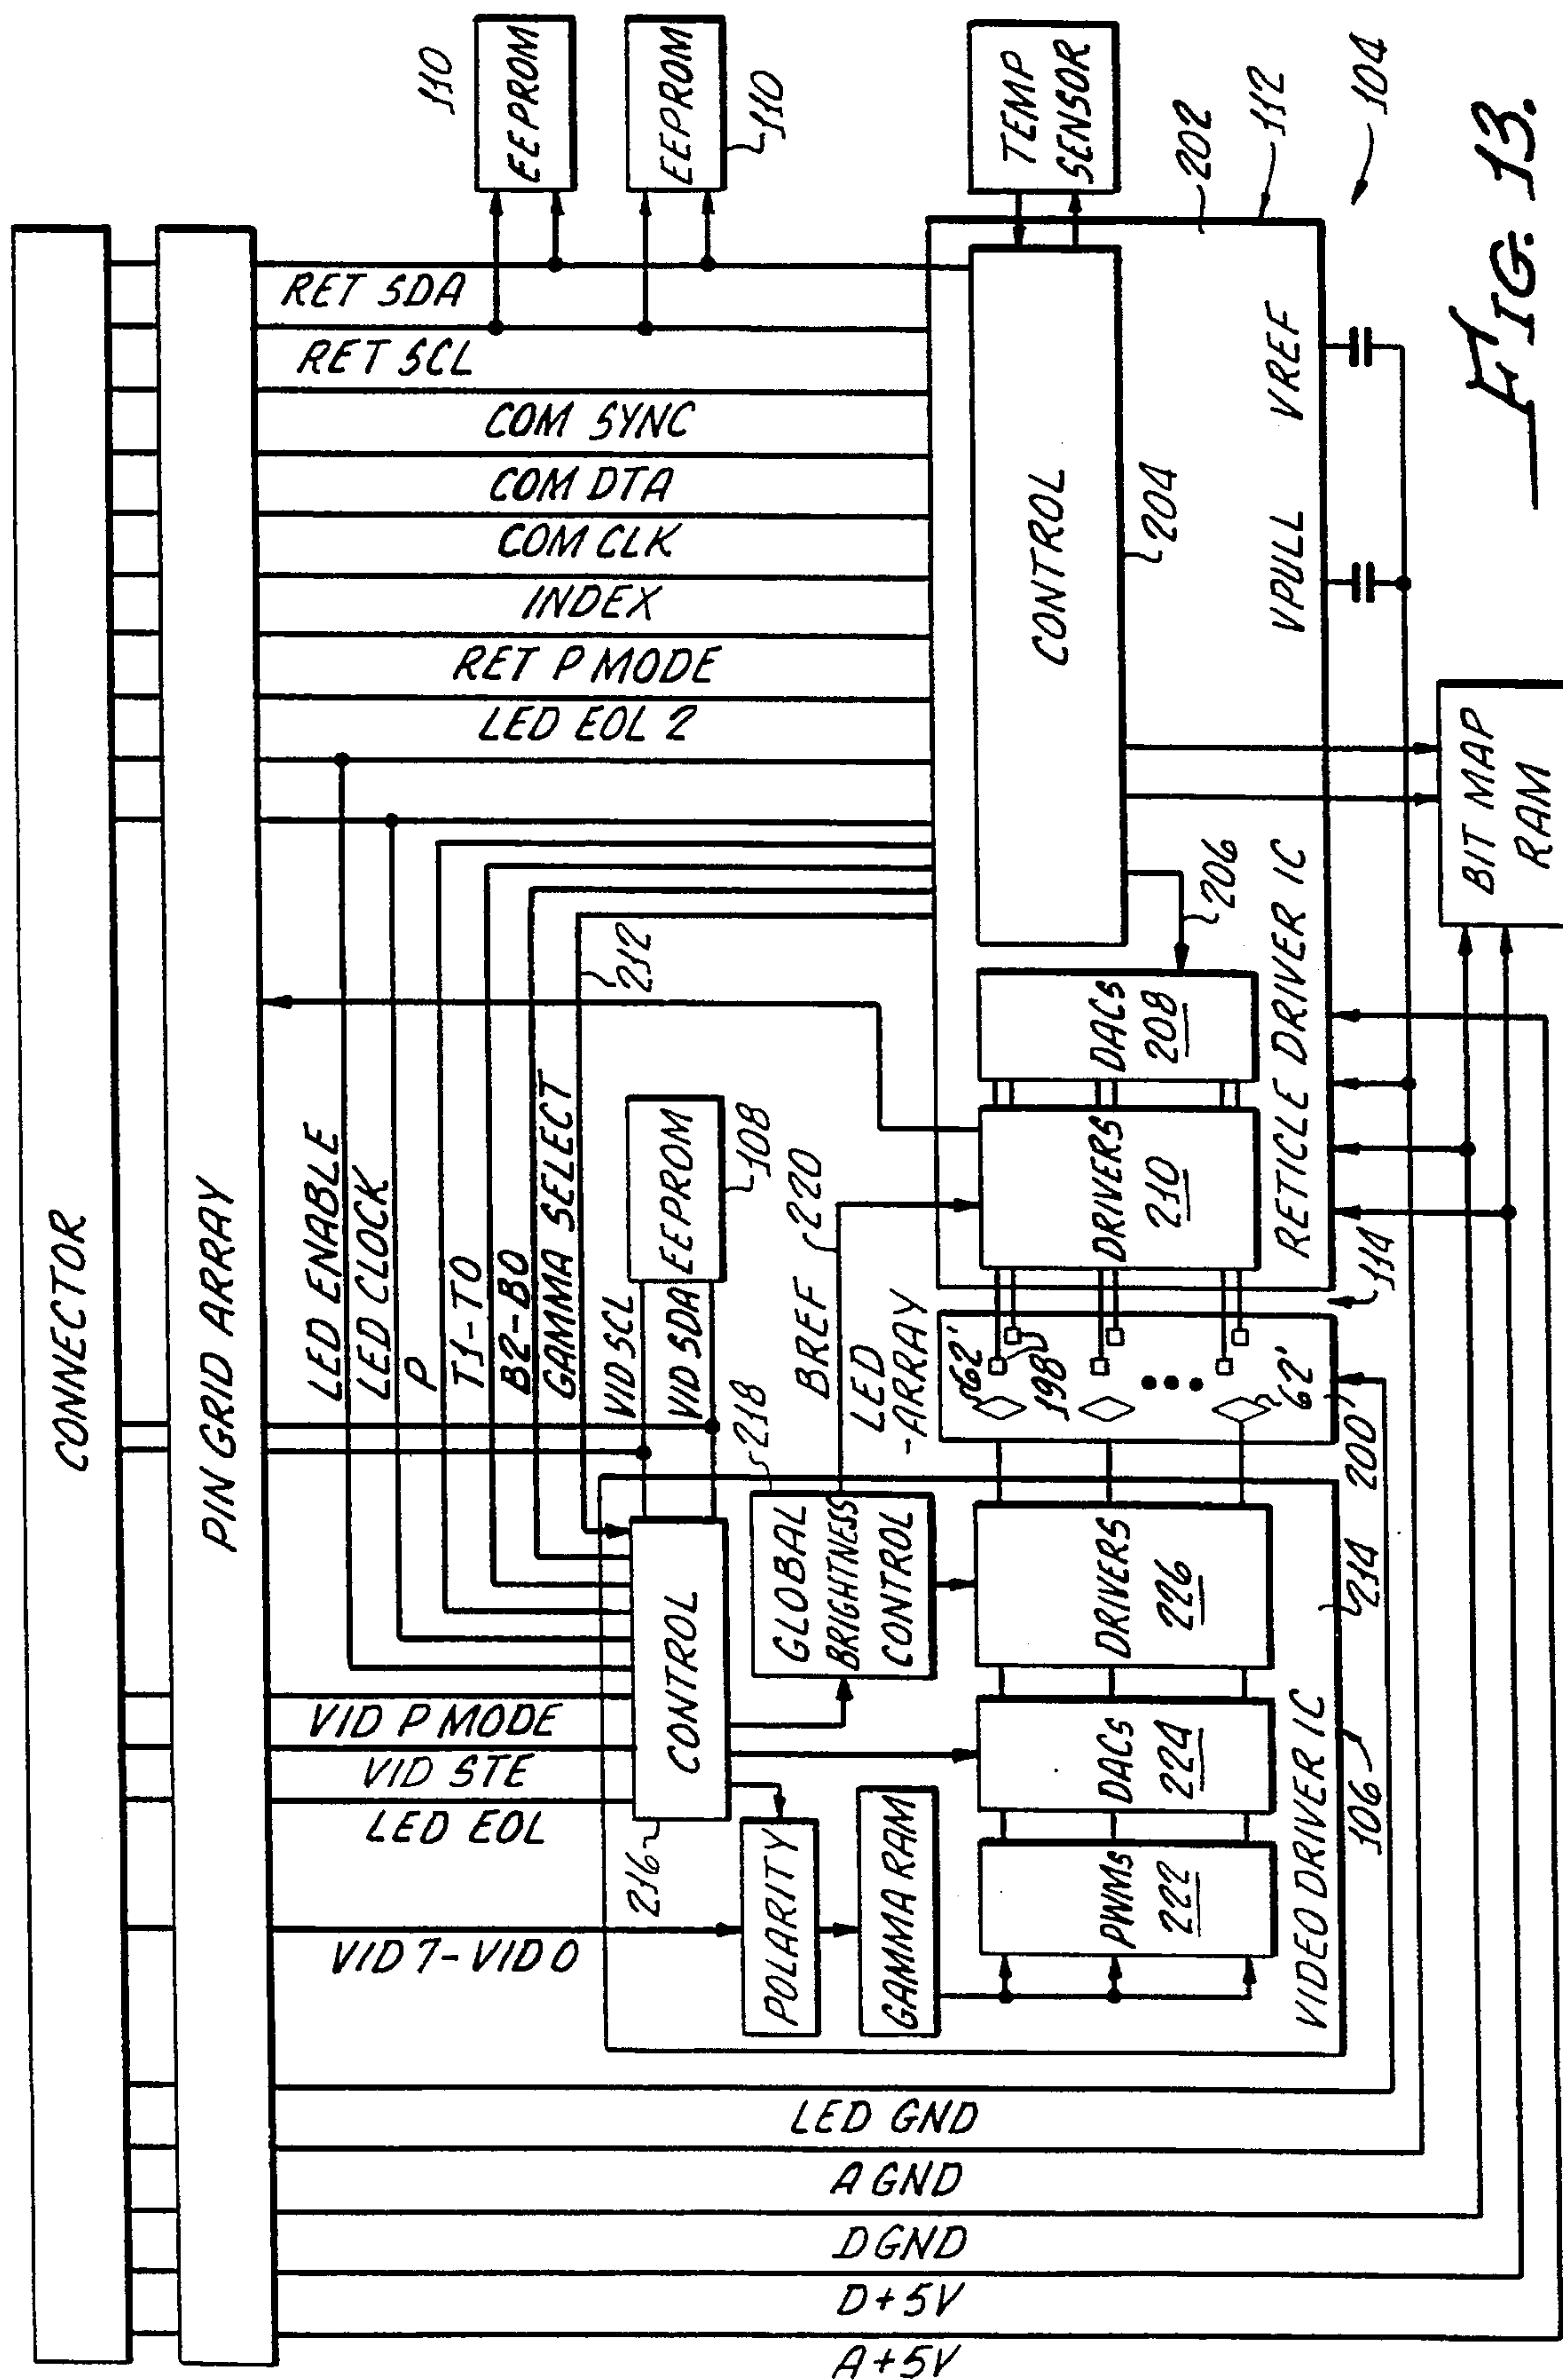 CONNECTOR
PIN GRID ARRAY
RET SDA
RET SCL
COM SYNC
COM DTA
COM CLK
INDEX
RET P MODE
LED EOL 2
LED ENABLE
LED CLOCK
P
T1-T0
B2-B0
GAMMA SELECT
212
VID SCL
VID SDA
VID P MODE
VID STE
LED EOL
VID 7-VID 0
LED GND
A GND
D GND
D+5V
A+5V
110
EEPROM
EEPROM
110
TEMP
SENSOR
202
112
104
CONTROL
204
206
DACs
208
DRIVERS
210
RETICLE DRIVER IC
VPULL
VREF
BIT MAP
RAM
EEPROM
108
BREF
220
LED
-ARRAY
218
GLOBAL
BRIGHTNESS
CONTROL
CONTROL
216
POLARITY
GAMMA RAM
PWMs
222
DACs
224
DRIVERS
226
VIDEO DRIVER IC
106
214
200'
62'
62'
198
114
FIG. 13.